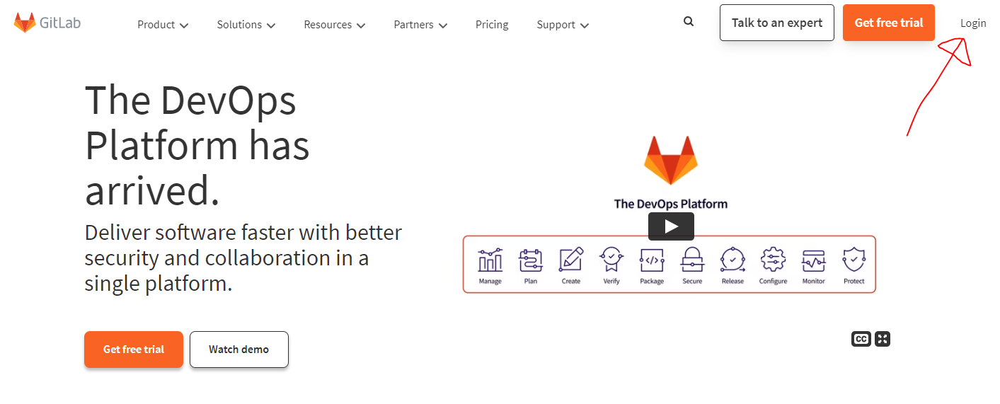 GitLab
Product Solutions Resources Partners Pricing Support Talk to an expert Get free trial Login
The DevOps
Platform has
arrived.
Deliver software faster with better
security and collaboration in a
single platform.
Get free trial Watch demo
The DevOps Platform
Manage Plan Create Verify Package Secure Release Configure Monitor Protect
CC